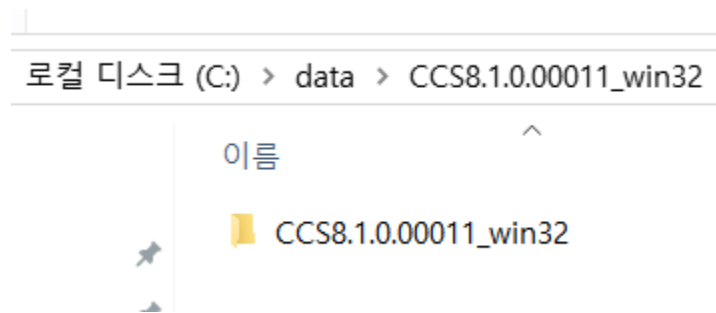 로컬 디스크 (C:) > data > CCS8.1.0.00011_win32
이름
CCS8.1.0.00011_win32